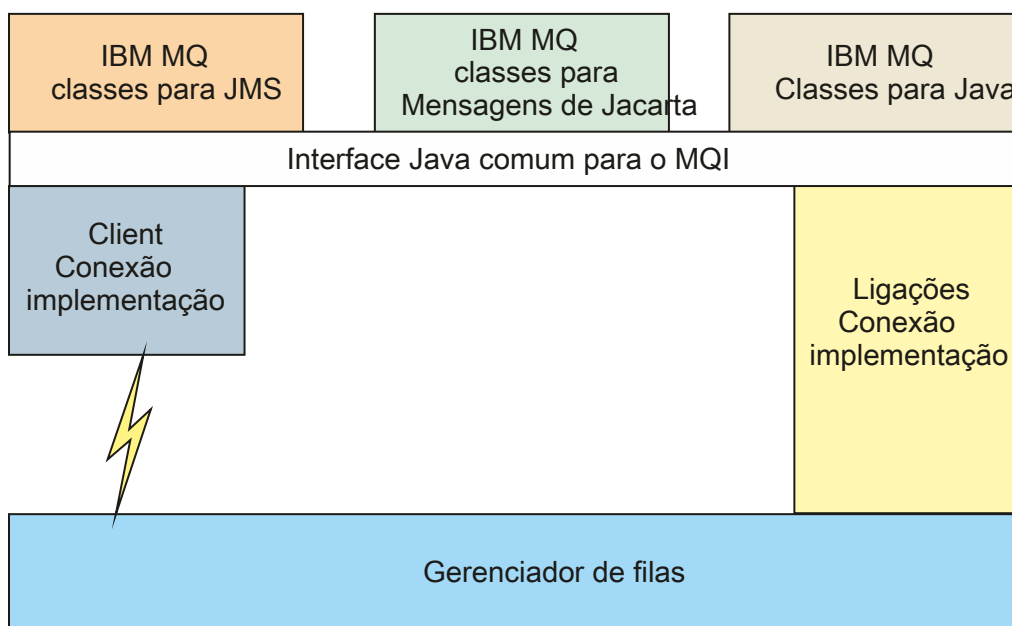 IBM MQ
classes para JMS
IBM MQ
classes para
Mensagens de Jacarta
IBM MQ
Classes para Java
Interface Java comum para o MQI
Client
Conexão
implementação
Ligações
Conexão
implementação
Gerenciador de filas